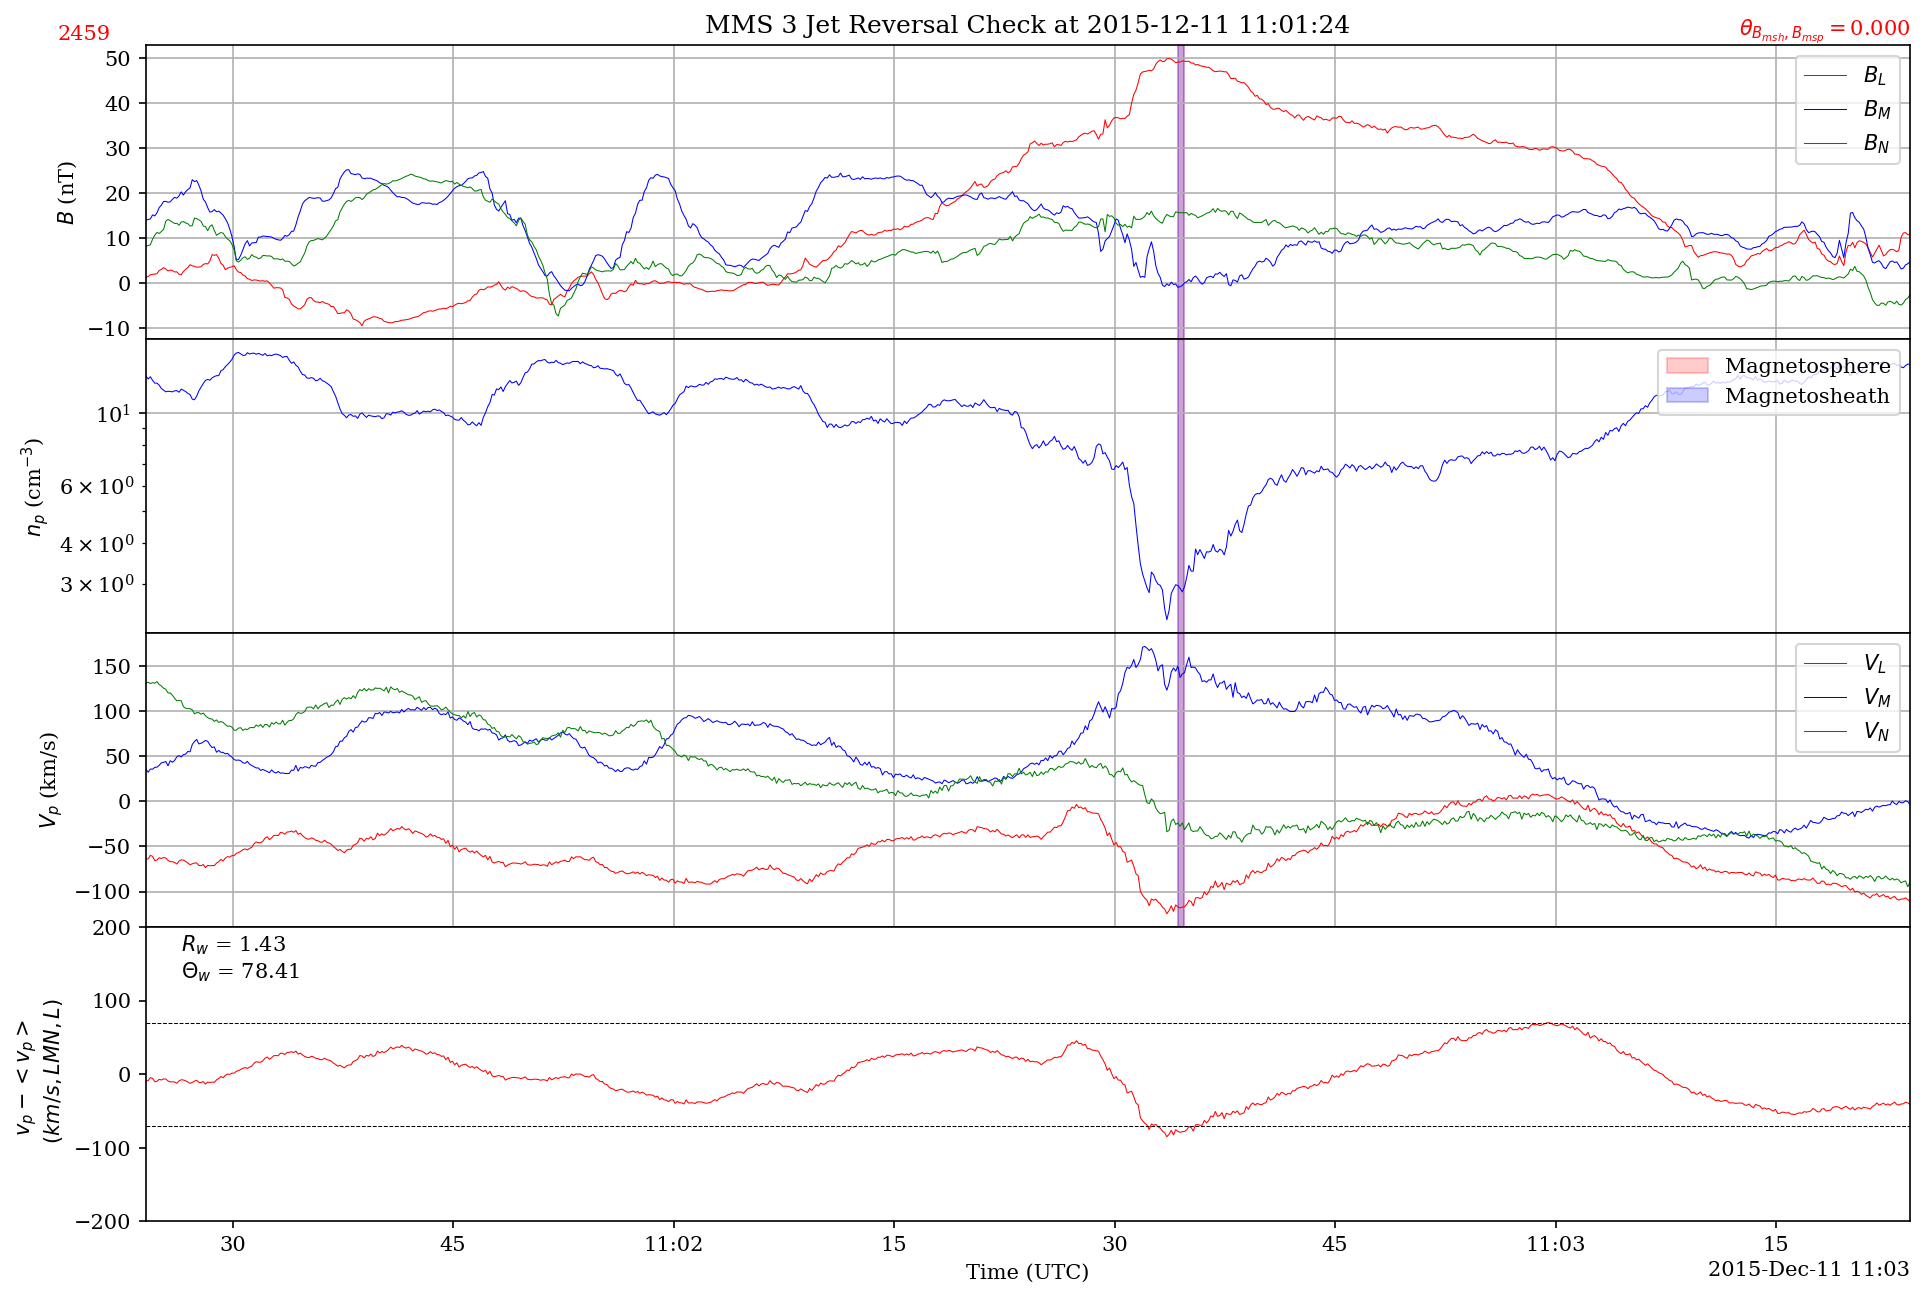 2459
MMS 3 Jet Reversal Check at 2015-12-11 11:01:24
θ_{B_{msh}, B_{msp}} = 0.000
50
40
30
20
10
0
−10
B (nT)
B_L
B_M
B_N
10^1
6 × 10^0
4 × 10^0
3 × 10^0
n_p (cm^{−3})
Magnetosphere
Magnetosheath
150
100
50
0
−50
−100
V_p (km/s)
V_L
V_M
V_N
200
100
0
−100
−200
v_p − < v_p >
(km/s, LMN, L)
R_w = 1.43
Θ_w = 78.41
30
45
11:02
15
30
45
11:03
15
Time (UTC)
2015-Dec-11 11:03